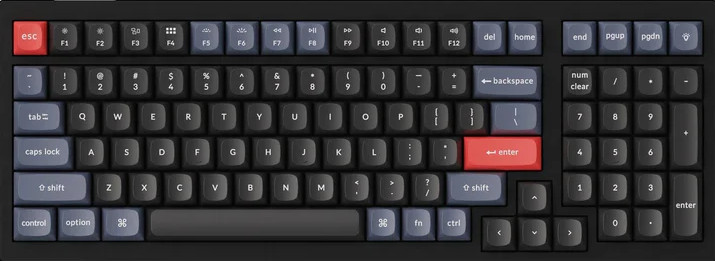 esc F1 F2 F3 F4 F5 F6 F7 F8 F9 F10 F11 F12 del home end pgup pgdn
~ ! @ # $ % ^ & * ( ) — +
` 1 2 3 4 5 6 7 8 9 0 - = backspace num clear / * -
tab Q W E R T Y U I O P { [ } ] | \ 7 8 9 +
caps lock A S D F G H J K L : ; " ' enter 4 5 6
shift Z X C V B N M < , > . ? / shift 1 2 3 enter
control option ⌘ ⌘ fn ctrl 0 .